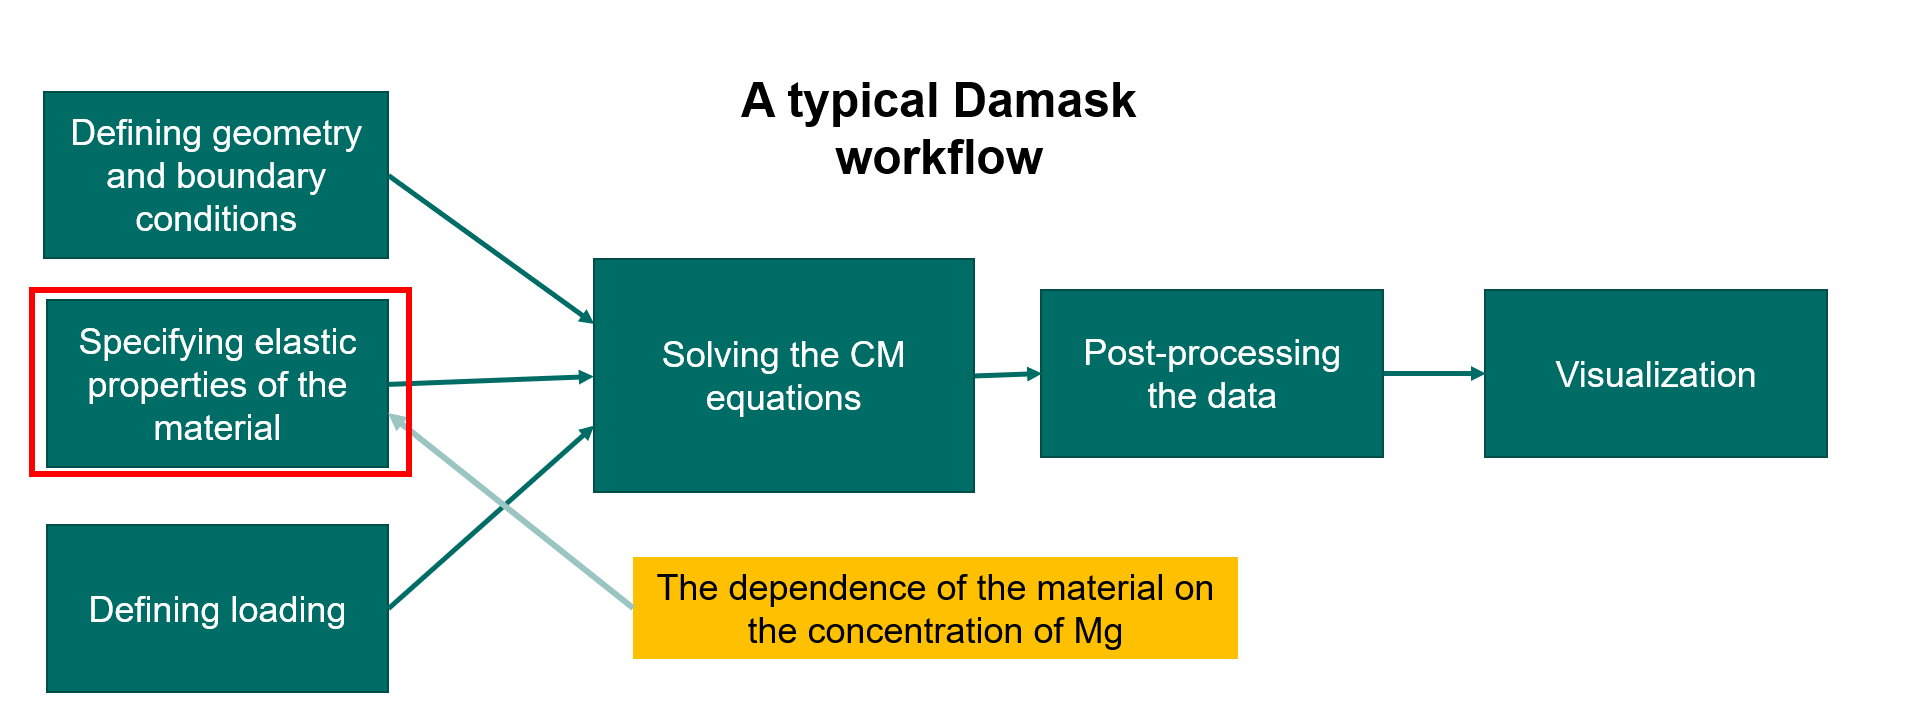 A typical Damask
workflow
Defining geometry
and boundary
conditions
Specifying elastic
properties of the
material
Defining loading
Solving the CM
equations
Post-processing
the data
Visualization
The dependence of the material on
the concentration of Mg